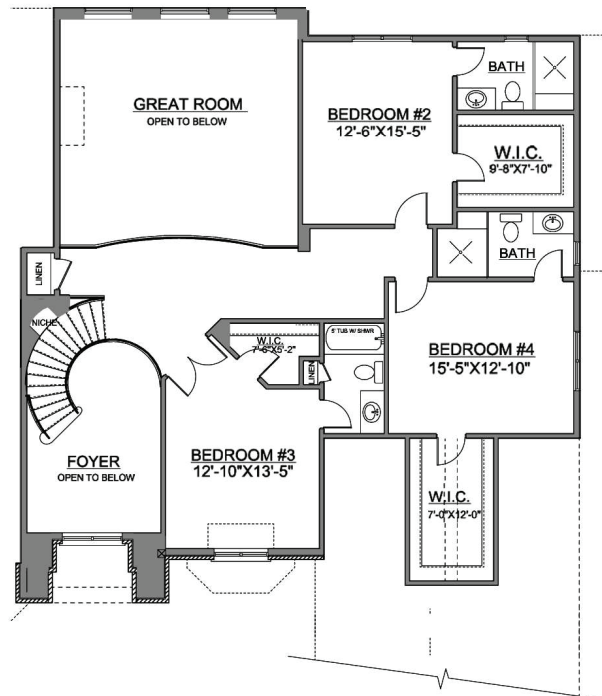 GREAT ROOM
OPEN TO BELOW
BEDROOM #2
12'-6"X15'-5"
BATH
W.I.C.
9'-8"X7'-10"
BATH
LINEN
NICHE
W.I.C.
7'-6"X5'-2"
5' TUB W/ SHWR
LINEN
BEDROOM #4
15'-5"X12'-10"
FOYER
OPEN TO BELOW
BEDROOM #3
12'-10"X13'-5"
W.I.C.
7'-0"X12'-0"